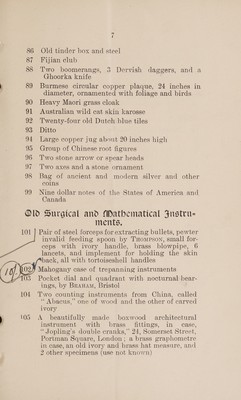 7
86 Old tinder box and steel
87 Fijian club
88 Two boomerangs, 3 Dervish daggers, and a
Ghoorka knife
89 Burmese circular copper plaque, 24 inches in
diameter, ornamented with foliage and birds
90 Heavy Maori grass cloak
91 Australian wild cat skin karosse
92 Twenty-four old Dutch blue tiles
93 Ditto
94 Large copper jug about 20 inches high
95 Group of Chinese root figures
96 Two stone arrow or spear heads
97 Two axes and a stone ornament
98 Bag of ancient and modern silver and other
coins
99 Nine dollar notes of the States of America and
Canada
Old Surgical and Mathematical Instru-
ments.
101 Pair of steel forceps for extracting bullets, pewter
invalid feeding spoon by THOMPSON, small for-
ceps with ivory handle, brass blowpipe, 6
lancets, and implement for holding the skin
back, all with tortoiseshell handles
102 Mahogany case of trepanning instruments
103 Pocket dial and quadrant with nocturnal bear-
ings, by BEAHAM, Bristol
104 Two counting instruments from China, called
"Abacus," one of wood and the other of carved
ivory
105 A beautifully made boxwood architectural
instrument with brass fittings, in case,
"Jopling's double cranks," 24, Somerset Street,
Portman Square, London; a brass graphometre
in case, an old ivory and brass hat measure, and
2 other specimens (use not known)